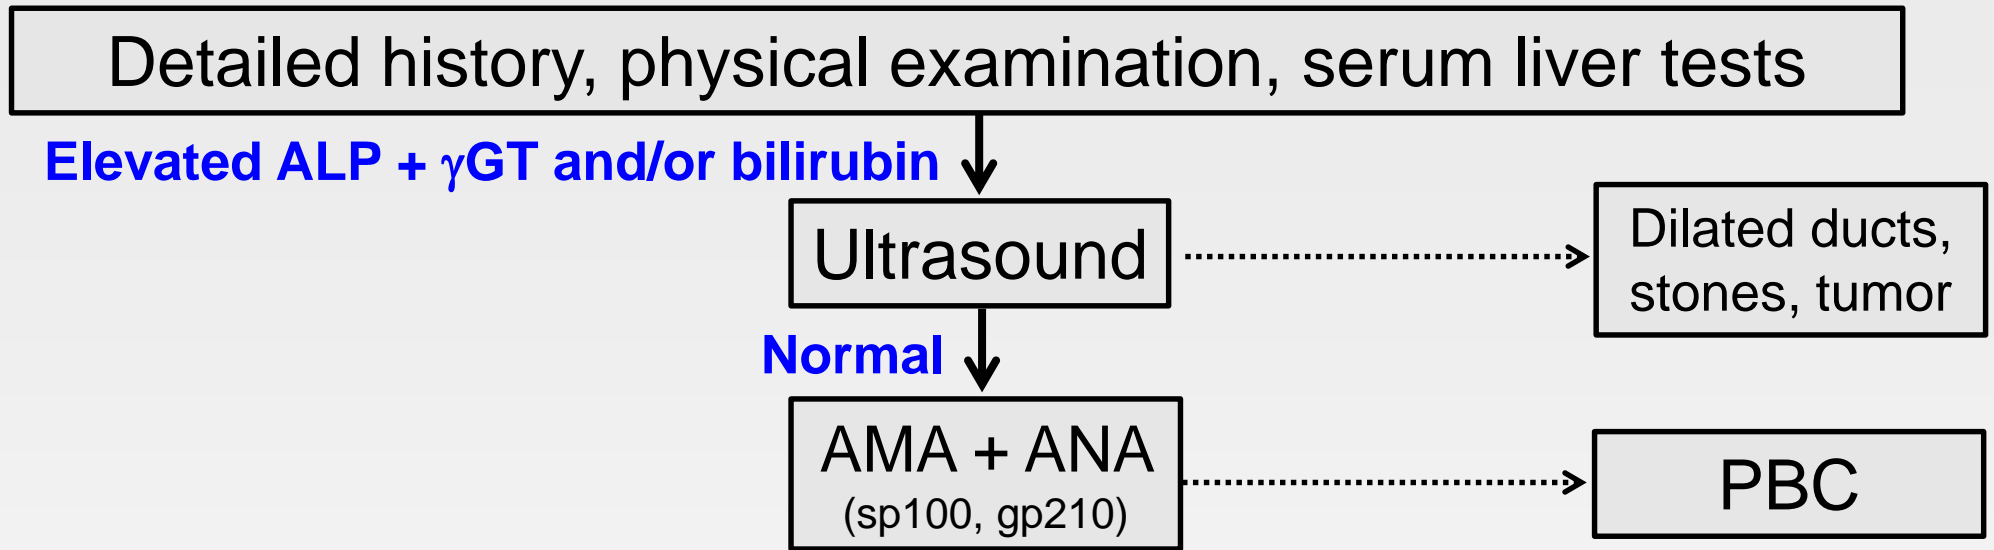 Detailed history, physical examination, serum liver tests
Elevated ALP + γGT and/or bilirubin
Ultrasound
Dilated ducts,
stones, tumor
Normal
AMA + ANA
(sp100, gp210)
PBC